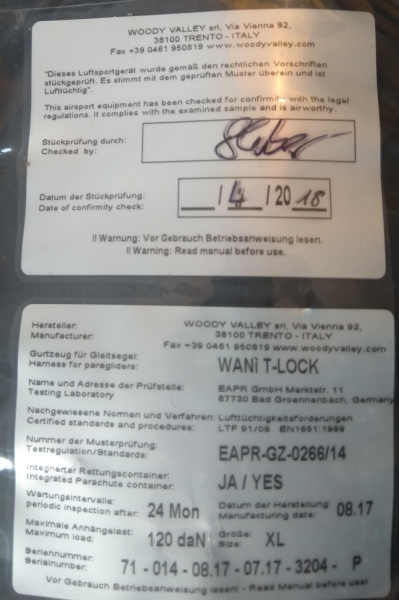 WOODY VALLEY srl, Via Vienna 92,
38100 TRENTO - ITALY
Fax +39 0461 950819 www.woodyvalley.com
"Dieses Luftsportgerät wurde gemäß den rechtlichen Vorschriften
stückgeprüft. Es stimmt mit dem geprüften Muster überein und ist
Lufttüchtig".
This airsport equipment has been checked for confirmity with the legal
regulations. It complies with the examined sample and is airworthy.
Stückprüfung durch:
Checked by:
Datum der Stückprüfung:
Date of confirmity check:
/ 4 / 20 18
!! Warnung: Vor Gebrauch Betriebsanweisung lesen.
!! Warning: Read manual before use.
Hersteller:
Manufacturer:
WOODY VALLEY srl, Via Vienna 92,
38100 TRENTO - ITALY
Fax +39 0461 950819 www.woodyvalley.com
Gurtzeug für Gleitsegel:
Harness for paragliders:
WANI T-LOCK
Name und Adresse der Prüfstelle:
Testing Laboratory
EAPR GmbH Marktstr. 11
87730 Bad Groennenbach, Germany
Nachgewiesene Normen und Verfahren: Lufttüchtigkeitsforderungen
Certified standards and procedures: LTF 91/09 EN1651:1999
Nummer der Musterprüfung:
Testregulation/Standards:
EAPR-GZ-0266/14
Integrierter Rettungscontainer:
Integrated Parachute container:
JA / YES
Wartungsintervalle:
periodic inspection after:
24 Mon
Datum der Herstellung:
Manufacturing date:
08.17
Maximale Anhängelast:
Maximum load:
120 daN
Größe:
Size:
XL
Seriennummer:
Serialnumber:
71 - 014 - 08.17 - 07.17 - 3204 - P
Vor Gebrauch Betriebsanweisung lesen! - Read Manual before use!